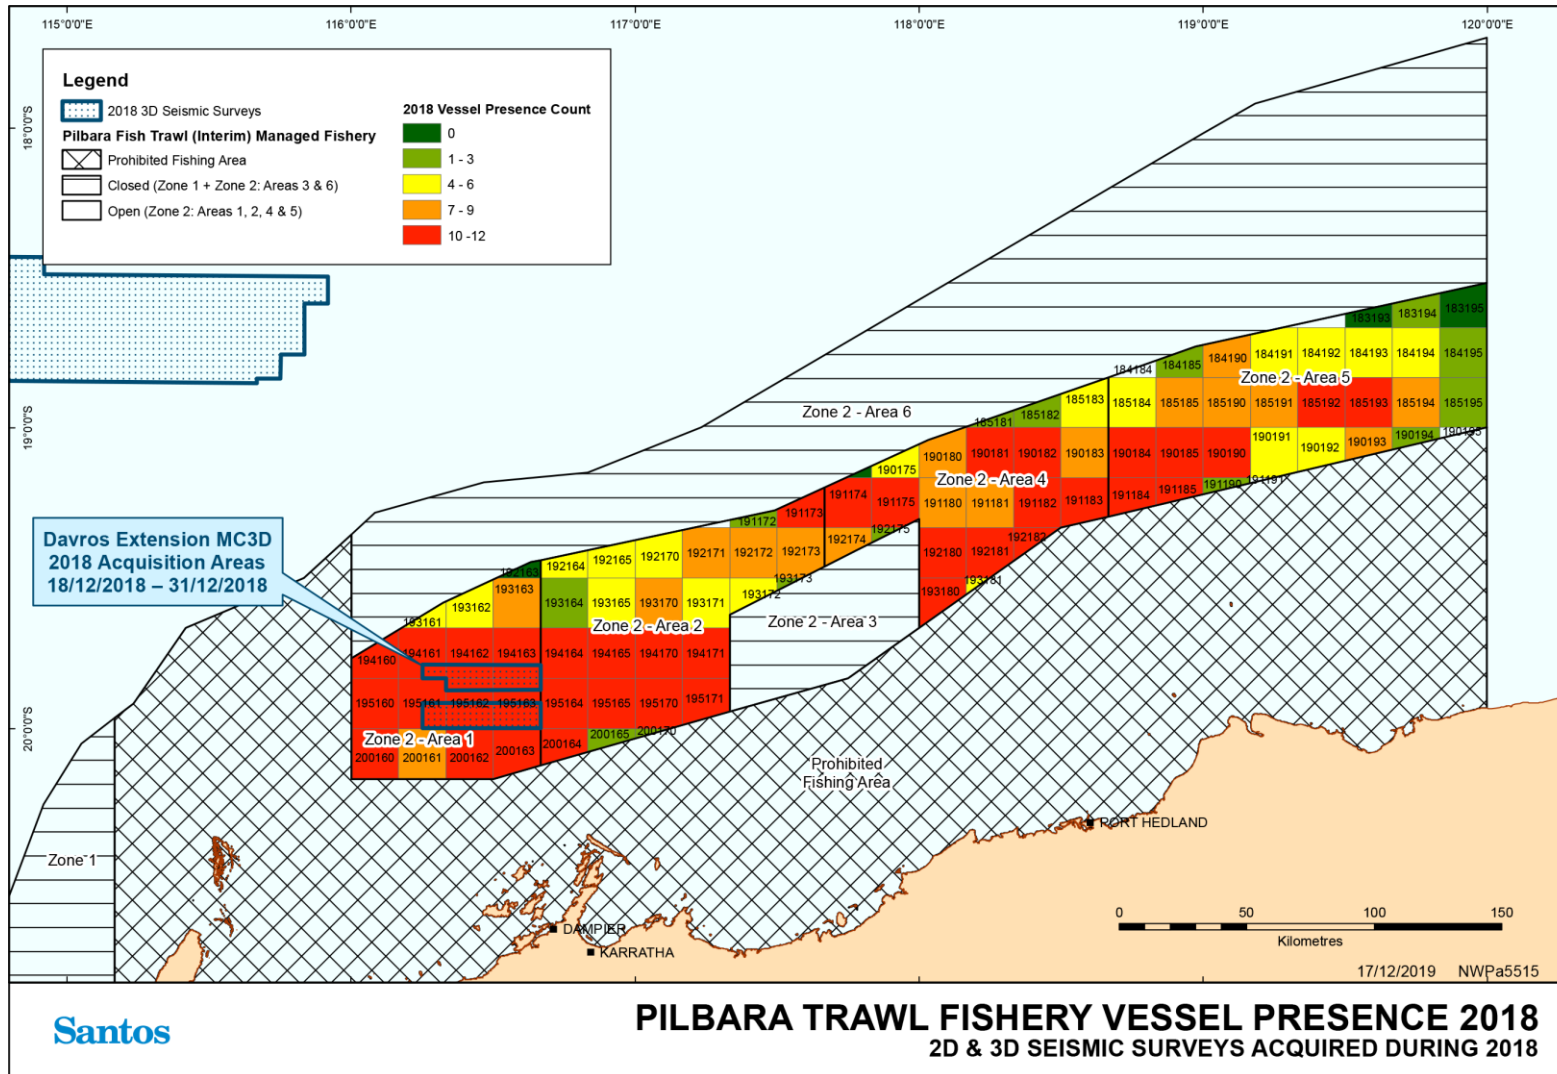 115°0'0"E 116°0'0"E 117°0'0"E 118°0'0"E 119°0'0"E 120°0'0"E
18°0'0"S
19°0'0"S
20°0'0"S
Legend
2018 3D Seismic Surveys
Pilbara Fish Trawl (Interim) Managed Fishery
Prohibited Fishing Area
Closed (Zone 1 + Zone 2: Areas 3 & 6)
Open (Zone 2: Areas 1, 2, 4 & 5)
2018 Vessel Presence Count
0
1 - 3
4 - 6
7 - 9
10 -12
183193 183194 183195
184184 184185 184190 184191 184192 184193 184194 184195
Zone 2 - Area 5
185181 185182 185183 185184 185185 185190 185191 185192 185193 185194 185195
Zone 2 - Area 6
190175 190180 190181 190182 190183 190184 190185 190190 190191 190192 190193 190194 190195
Zone 2 - Area 4
191172 191173 191174 191175 191180 191181 191182 191183 191184 191185 191190 191191
Davros Extension MC3D
2018 Acquisition Areas
18/12/2018 – 31/12/2018
192163 192164 192165 192170 192171 192172 192173 192174 192175 192180 192181 192182
193161 193162 193163 193164 193165 193170 193171 193172 193173 193180 193181
Zone 2 - Area 2
Zone 2 - Area 3
194160 194161 194162 194163 194164 194165 194170 194171
195160 195161 195162 195163 195164 195165 195170 195171
Zone 2 - Area 1
200160 200161 200162 200163 200164 200165 200170
Prohibited
Fishing Area
PORT HEDLAND
Zone 1
DAMPIER
KARRATHA
0 50 100 150
Kilometres
17/12/2019 NWPa5515
Santos
PILBARA TRAWL FISHERY VESSEL PRESENCE 2018
2D & 3D SEISMIC SURVEYS ACQUIRED DURING 2018